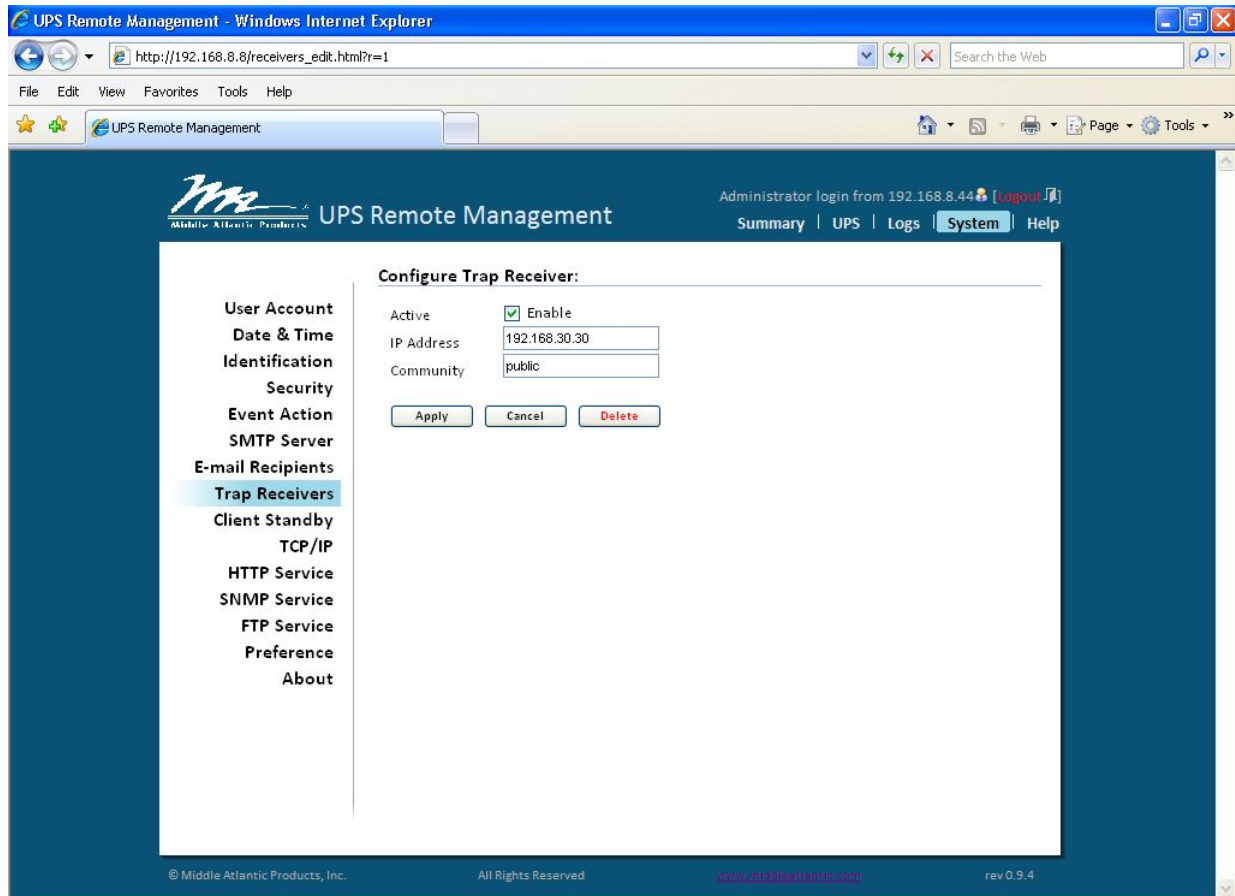 UPS Remote Management - Windows Internet Explorer
http://192.168.8.8/receivers_edit.html?r=1
Search the Web
File Edit View Favorites Tools Help
UPS Remote Management
Page Tools
Middle Atlantic Products
UPS Remote Management
Administrator login from 192.168.8.44 [Logout]
Summary | UPS | Logs | System | Help
Configure Trap Receiver:
User Account
Date & Time
Identification
Security
Event Action
SMTP Server
E-mail Recipients
Trap Receivers
Client Standby
TCP/IP
HTTP Service
SNMP Service
FTP Service
Preference
About
Active Enable
IP Address 192.168.30.30
Community public
Apply Cancel Delete
© Middle Atlantic Products, Inc. All Rights Reserved www.middleatlantic.com rev 0.9.4